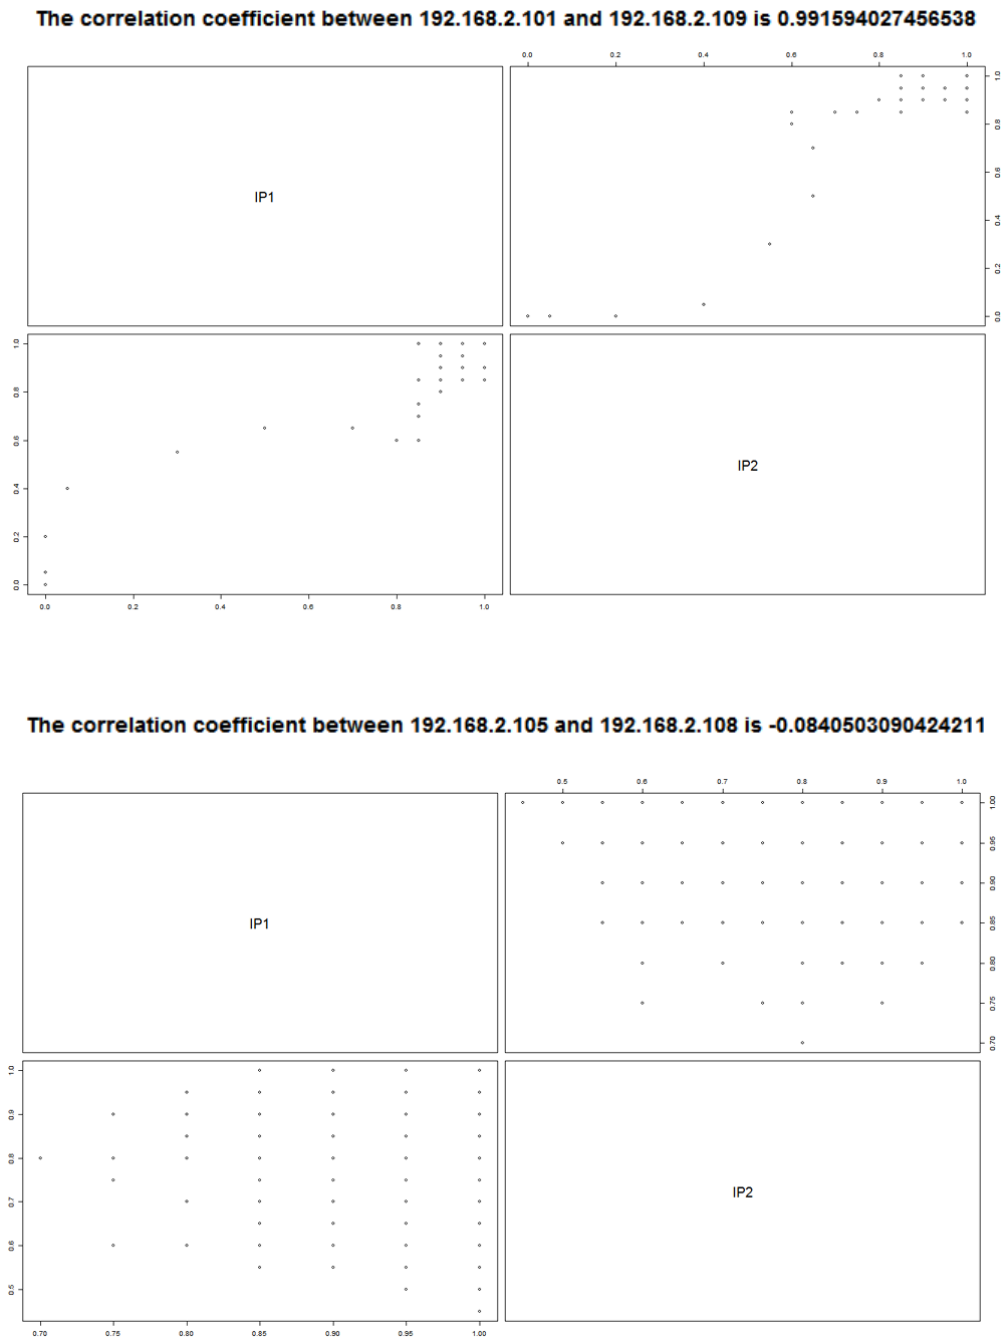 The correlation coefficient between 192.168.2.101 and 192.168.2.109 is 0.991594027456538
0.0 0.2 0.4 0.6 0.8 1.0
IP1
0.0 0.2 0.4 0.6 0.8 1.0
0.0 0.2 0.4 0.6 0.8 1.0
IP2
0.0 0.2 0.4 0.6 0.8 1.0
The correlation coefficient between 192.168.2.105 and 192.168.2.108 is -0.0840503090424211
0.5 0.6 0.7 0.8 0.9 1.0
IP1
0.70 0.75 0.80 0.85 0.90 0.95 1.00
0.5 0.6 0.7 0.8 0.9 1.0
IP2
0.70 0.75 0.80 0.85 0.90 0.95 1.00